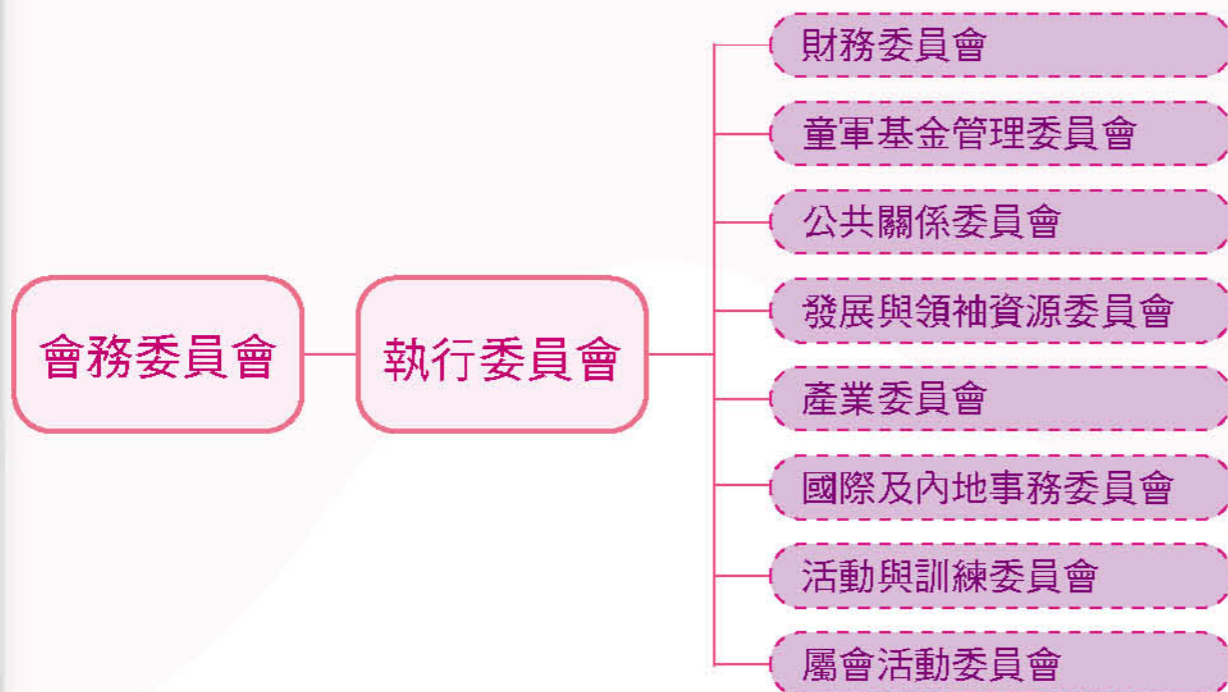 會務委員會
執行委員會
財務委員會
童軍基金管理委員會
公共關係委員會
發展與領袖資源委員會
產業委員會
國際及內地事務委員會
活動與訓練委員會
屬會活動委員會